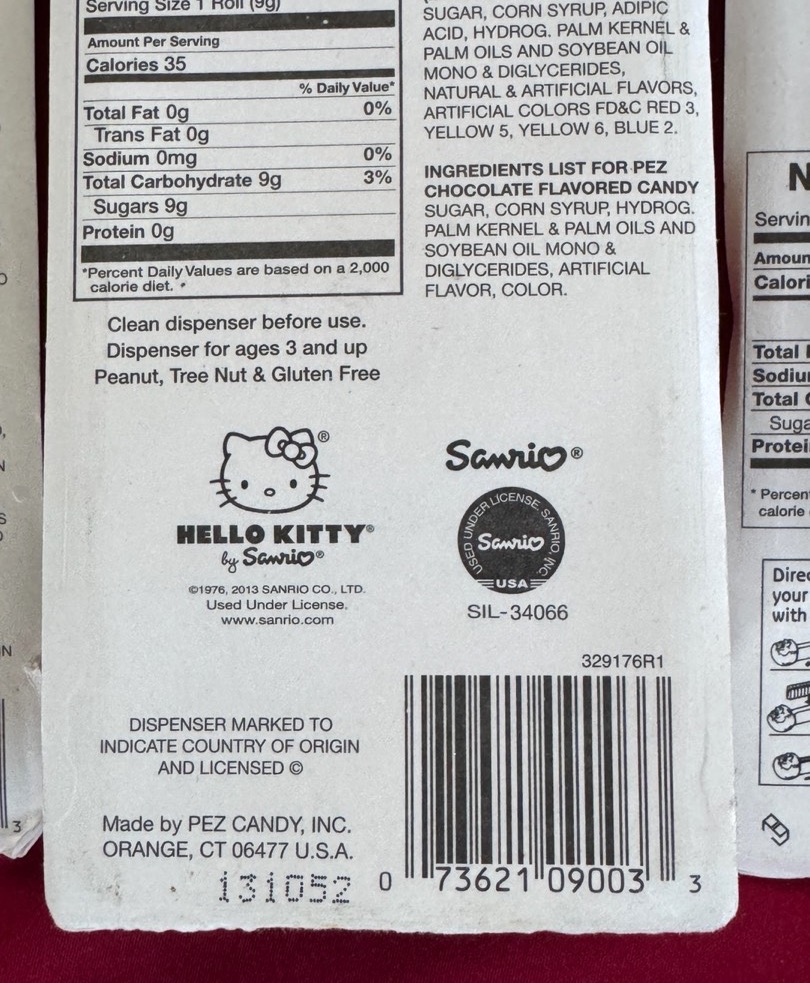 Serving Size 1 Roll (9g)
Amount Per Serving
Calories 35
% Daily Value*
Total Fat 0g 0%
Trans Fat 0g
Sodium 0mg 0%
Total Carbohydrate 9g 3%
Sugars 9g
Protein 0g
*Percent Daily Values are based on a 2,000
calorie diet.
Clean dispenser before use.
Dispenser for ages 3 and up
Peanut, Tree Nut & Gluten Free
SUGAR, CORN SYRUP, ADIPIC
ACID, HYDROG. PALM KERNEL &
PALM OILS AND SOYBEAN OIL
MONO & DIGLYCERIDES,
NATURAL & ARTIFICIAL FLAVORS,
ARTIFICIAL COLORS FD&C RED 3,
YELLOW 5, YELLOW 6, BLUE 2.
INGREDIENTS LIST FOR PEZ
CHOCOLATE FLAVORED CANDY
SUGAR, CORN SYRUP, HYDROG.
PALM KERNEL & PALM OILS AND
SOYBEAN OIL MONO &
DIGLYCERIDES, ARTIFICIAL
FLAVOR, COLOR.
®
HELLO KITTY®
by Sanrio®
©1976, 2013 SANRIO CO., LTD.
Used Under License.
www.sanrio.com
Sanrio®
USED UNDER LICENSE, SANRIO, INC.
Sanrio
USA
SIL-34066
329176R1
DISPENSER MARKED TO
INDICATE COUNTRY OF ORIGIN
AND LICENSED ©
Made by PEZ CANDY, INC.
ORANGE, CT 06477 U.S.A.
131052
0 73621 09003 3
3
N
Servin
Amoun
Calori
Total
Sodiu
Total
Suga
Protei
* Percen
calorie
Direc
your
with